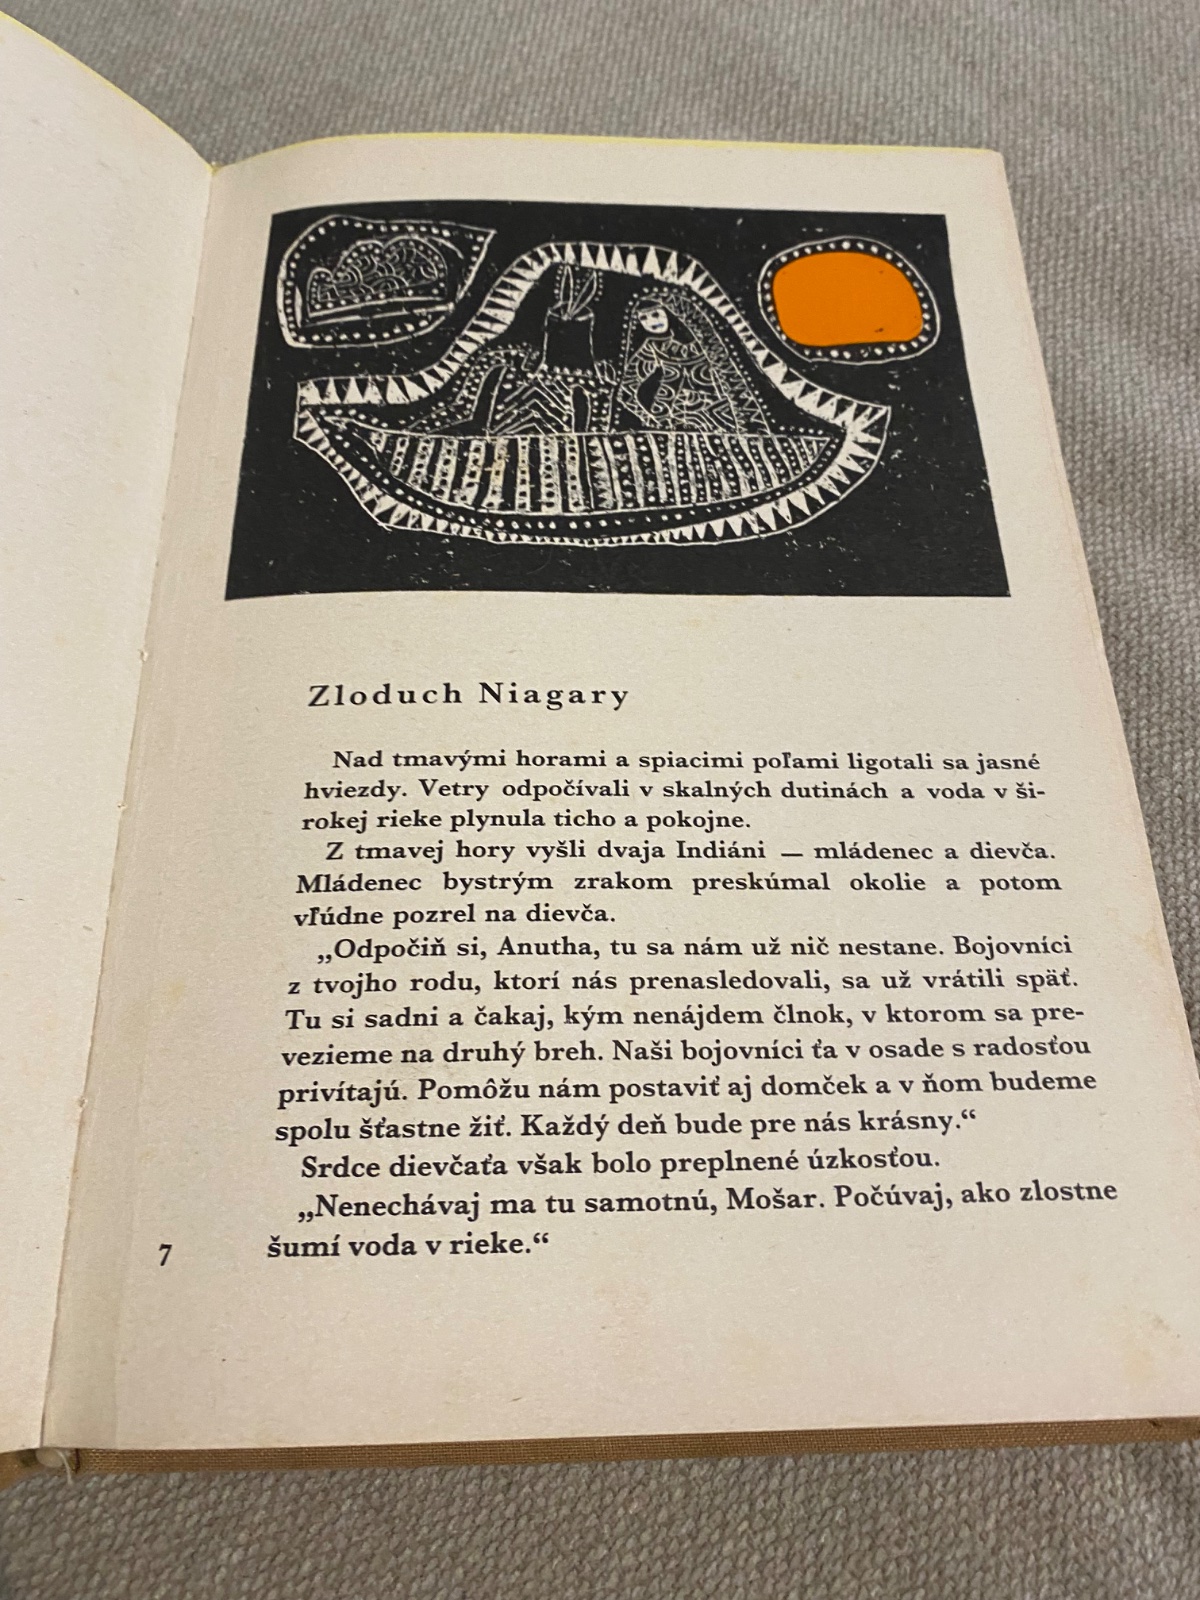 Zloduch Niagary
Nad tmavými horami a spiacimi poľami ligotali sa jasné
hviezdy. Vetry odpočívali v skalných dutinách a voda v ši-
rokej rieke plynula ticho a pokojne.
Z tmavej hory vyšli dvaja Indiáni — mládenec a dievča.
Mládenec bystrým zrakom preskúmal okolie a potom
vľúdne pozrel na dievča.
„Odpočiň si, Anutha, tu sa nám už nič nestane. Bojovníci
z tvojho rodu, ktorí nás prenasledovali, sa už vrátili späť.
Tu si sadni a čakaj, kým nenájdem člnok, v ktorom sa pre-
vezieme na druhý breh. Naši bojovníci ťa v osade s radosťou
privítajú. Pomôžu nám postaviť aj domček a v ňom budeme
spolu šťastne žiť. Každý deň bude pre nás krásny.“
Srdce dievčaťa však bolo preplnené úzkosťou.
„Nenechávaj ma tu samotnú, Mošar. Počúvaj, ako zlostne
šumí voda v rieke.“
7